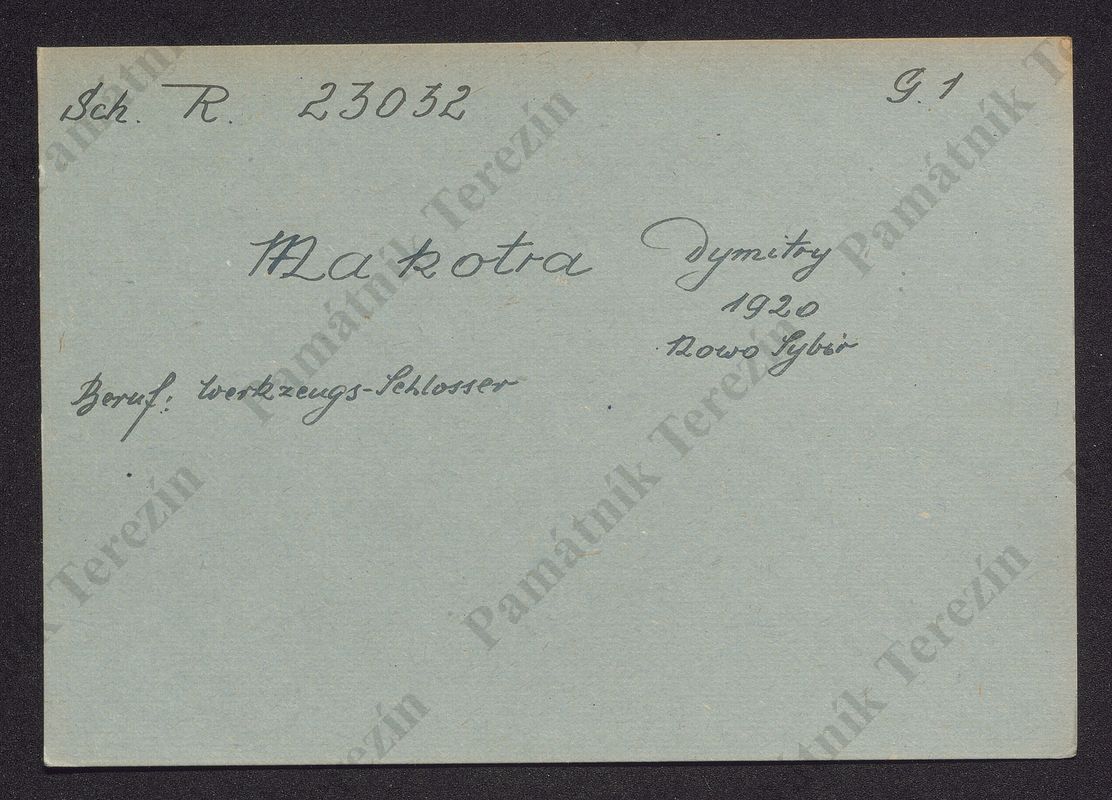 Sch. R. 23032 G. 1
Makotra Dymitry
1920
Nowo Sybir
Beruf: Werkzeugs-Schlosser
Památník Terezín